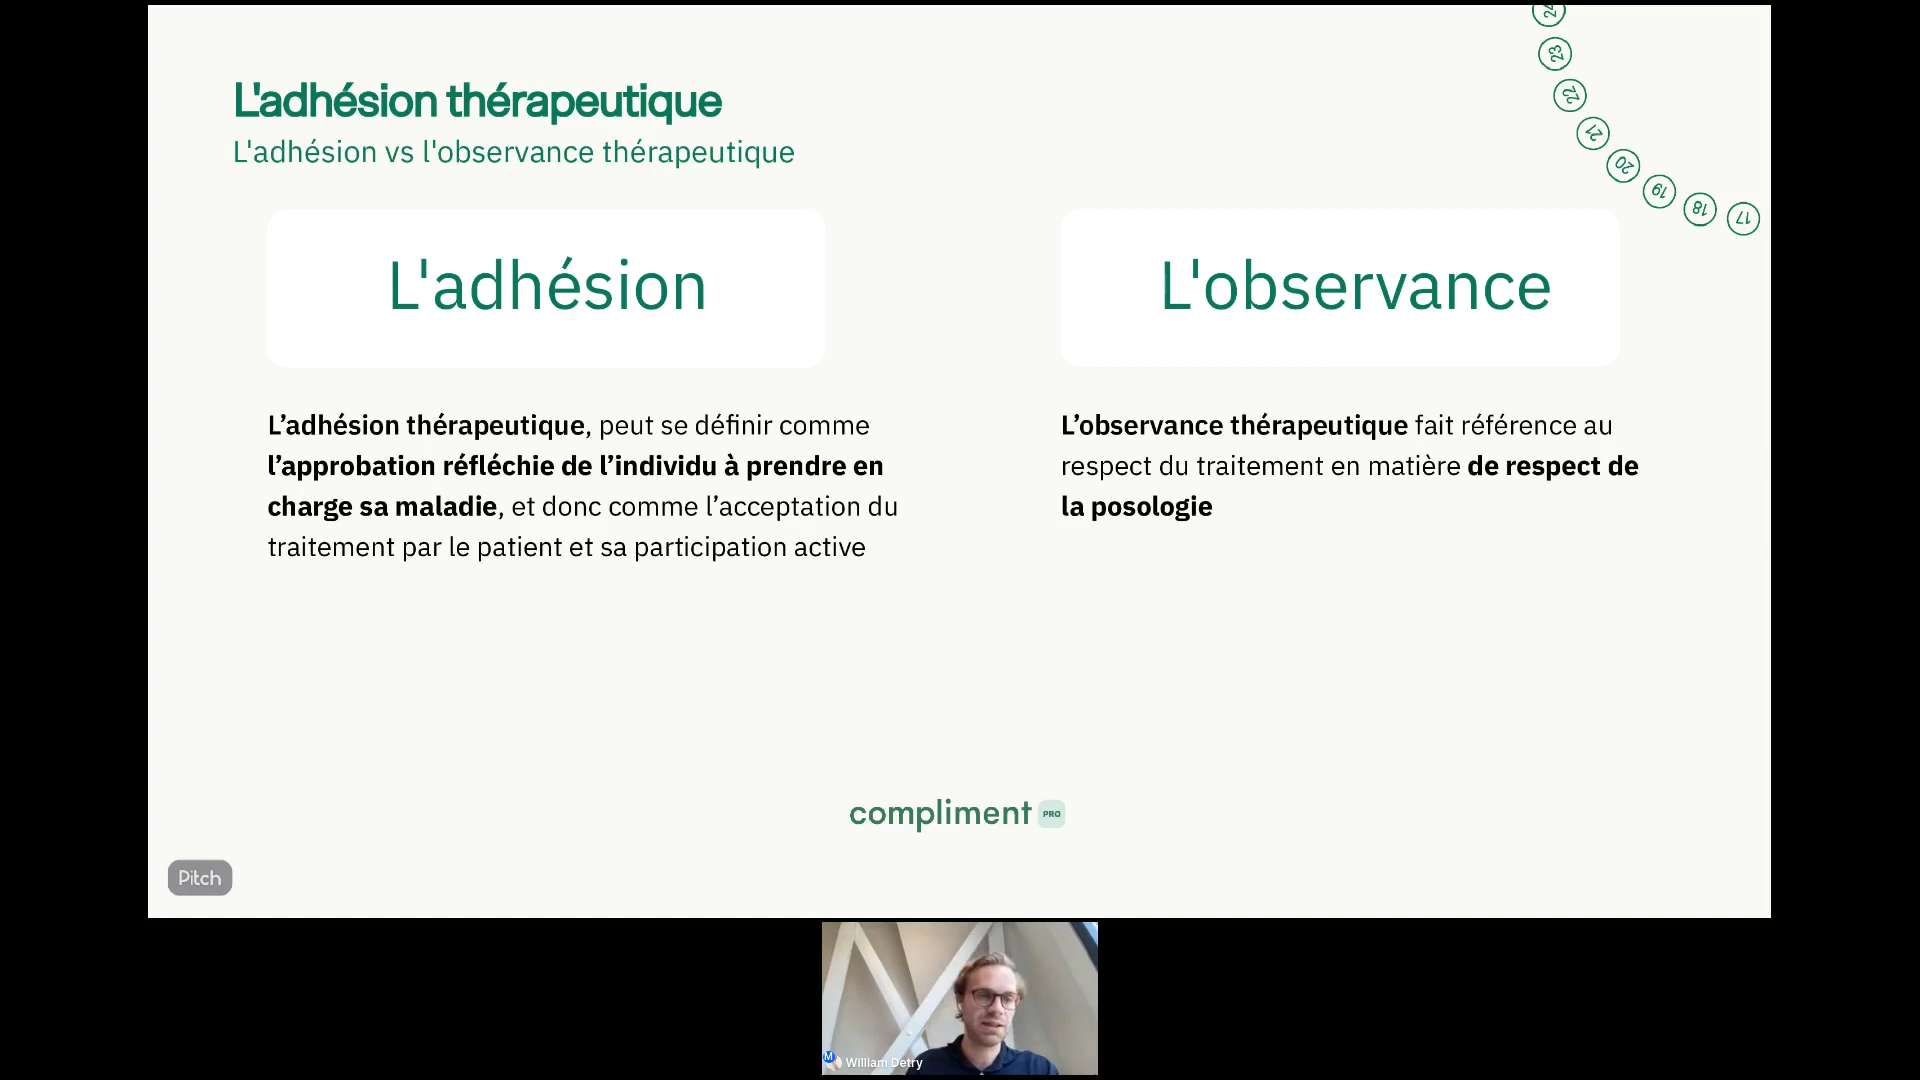 L'adhésion thérapeutique
L'adhésion vs l'observance thérapeutique
24
23
22
21
20
19
18
17
L'adhésion
L’adhésion thérapeutique, peut se définir comme
l’approbation réfléchie de l’individu à prendre en
charge sa maladie, et donc comme l’acceptation du
traitement par le patient et sa participation active
L'observance
L’observance thérapeutique fait référence au
respect du traitement en matière de respect de
la posologie
compliment PRO
Pitch
M William Detry